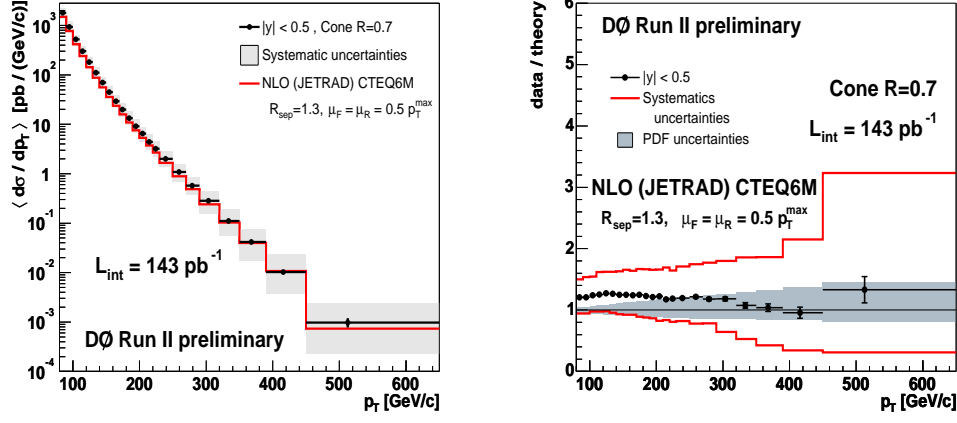 ⟨ dσ / dp_T ⟩ [pb / (GeV/c)]
10^3
10^2
10
1
10^-1
10^-2
10^-3
10^-4
|y| < 0.5 , Cone R=0.7
Systematic uncertainties
NLO (JETRAD) CTEQ6M
R_sep=1.3, μ_F = μ_R = 0.5 p_T^max
L_int = 143 pb^-1
DØ Run II preliminary
100 200 300 400 500 600
p_T [GeV/c]
data / theory
6
5
4
3
2
1
0
DØ Run II preliminary
|y| < 0.5
Systematics
uncertainties
PDF uncertainties
Cone R=0.7
L_int = 143 pb^-1
NLO (JETRAD) CTEQ6M
R_sep=1.3, μ_F = μ_R = 0.5 p_T^max
100 200 300 400 500 600
p_T [GeV/c]